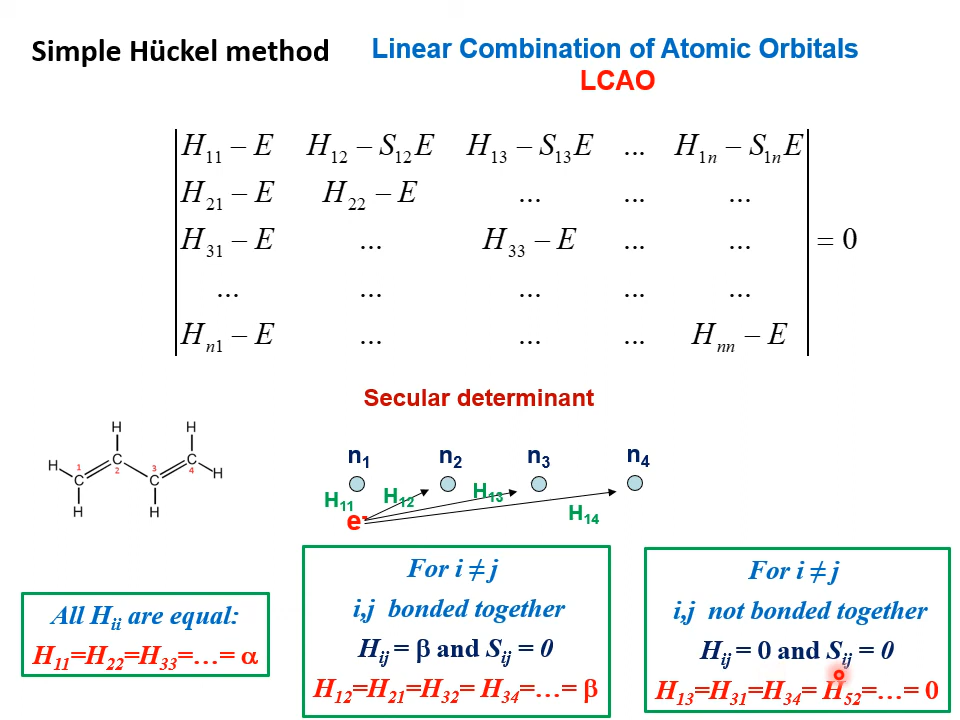 Simple Hückel method
Linear Combination of Atomic Orbitals
LCAO
H₁₁ – E H₁₂ – S₁₂E H₁₃ – S₁₃E ... H₁ₙ – S₁ₙE
H₂₁ – E H₂₂ – E ... ... ...
H₃₁ – E ... H₃₃ – E ... ... = 0
... ... ... ... ...
Hₙ₁ – E ... ... ... Hₙₙ – E
Secular determinant
H H
H C 1 C 2 C 3 C 4 H
H H
n₁ n₂ n₃ n₄
H₁₁ H₁₂ H₁₃ H₁₄
e⁻
All Hᵢᵢ are equal:
H₁₁=H₂₂=H₃₃=…= α
For i ≠ j
i,j bonded together
Hᵢⱼ = β and Sᵢⱼ = 0
H₁₂=H₂₁=H₃₂= H₃₄=…= β
For i ≠ j
i,j not bonded together
Hᵢⱼ = 0 and Sᵢⱼ = 0
H₁₃=H₃₁=H₃₄= H₅₂=…= 0